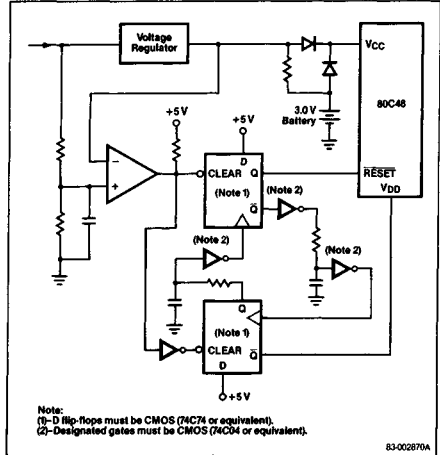 Voltage
Regulator
VCC
80C48
3.0 V
Battery
+5 V
+5 V
D
CLEAR
Q
(Note 1)
Q̅
(Note 2)
R̅E̅S̅E̅T̅
VDD
(Note 2)
(Note 2)
Q
(Note 1)
CLEAR
Q̅
D
+5 V
Note:
(1)–D flip-flops must be CMOS (74C74 or equivalent).
(2)–Designated gates must be CMOS (74C04 or equivalent).
83-002870A